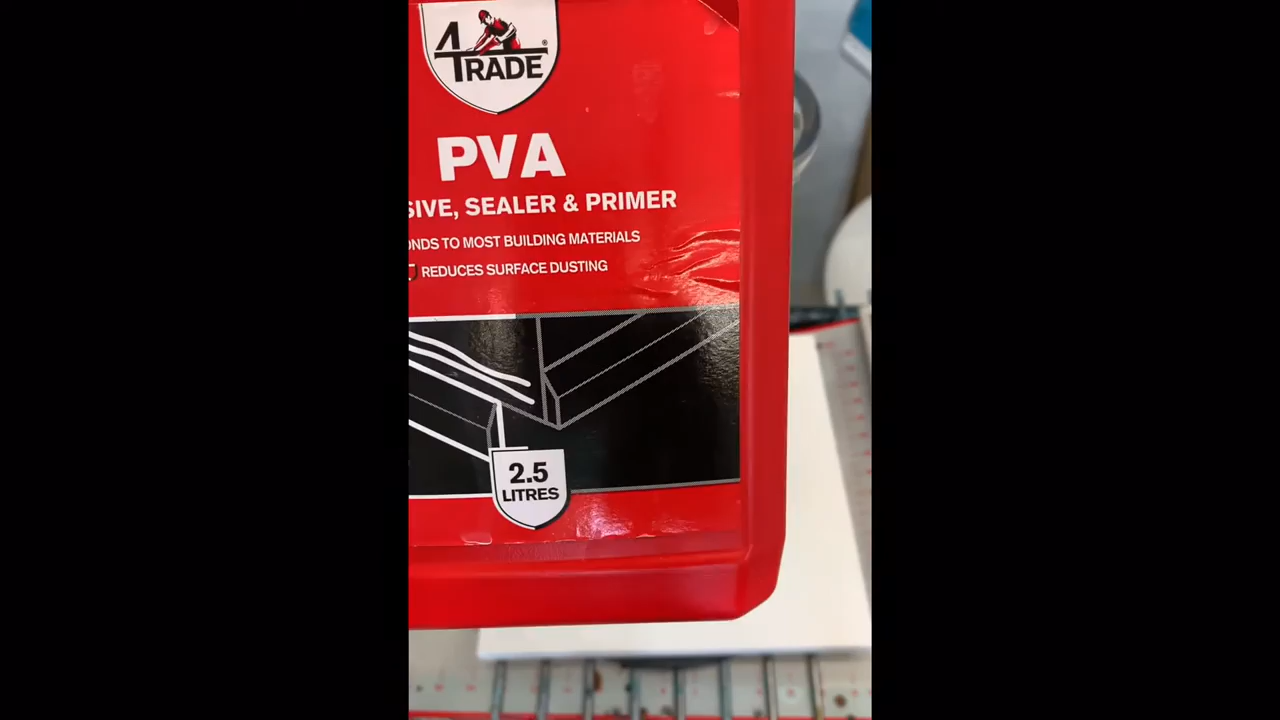 4TRADE®
PVA
SIVE, SEALER & PRIMER
ONDS TO MOST BUILDING MATERIALS
REDUCES SURFACE DUSTING
2.5
LITRES